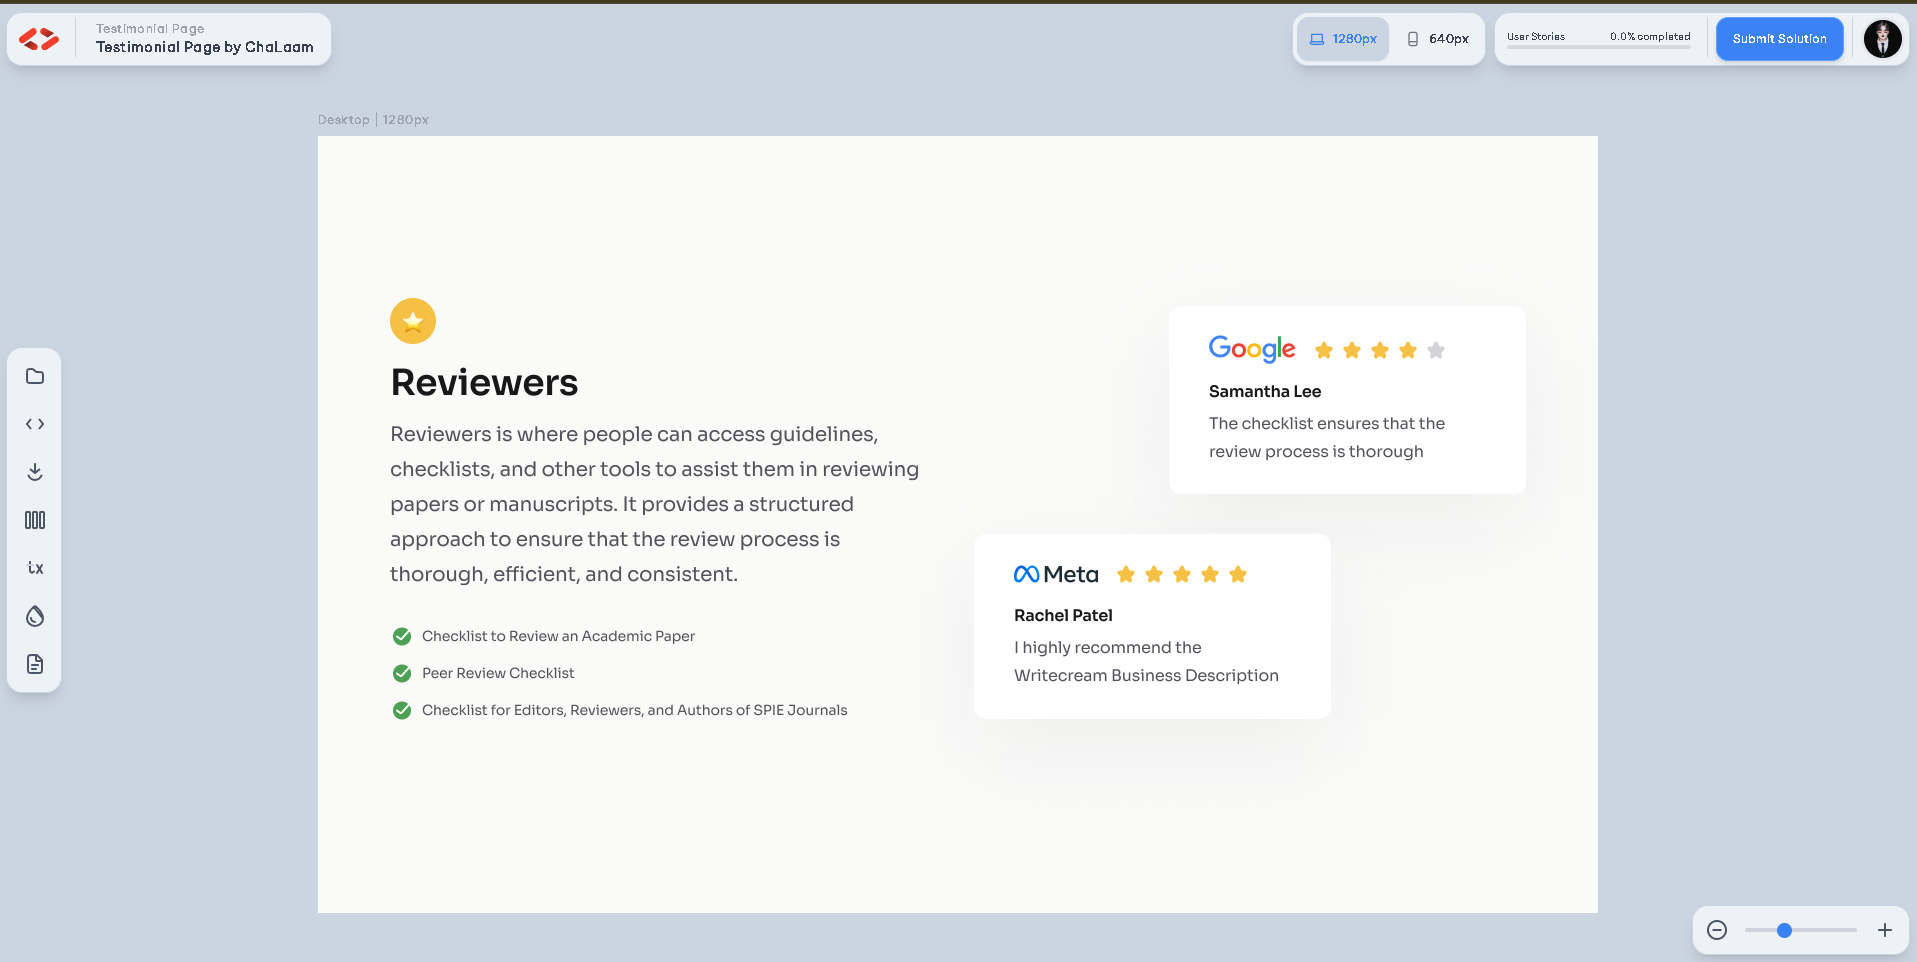 Testimonial Page
Testimonial Page by ChaLaam
1280px
640px
User Stories
0.0% completed
Submit Solution
Desktop | 1280px
Reviewers
Reviewers is where people can access guidelines,
checklists, and other tools to assist them in reviewing
papers or manuscripts. It provides a structured
approach to ensure that the review process is
thorough, efficient, and consistent.
Checklist to Review an Academic Paper
Peer Review Checklist
Checklist for Editors, Reviewers, and Authors of SPIE Journals
Google
Samantha Lee
The checklist ensures that the
review process is thorough
Meta
Rachel Patel
I highly recommend the
Writecream Business Description